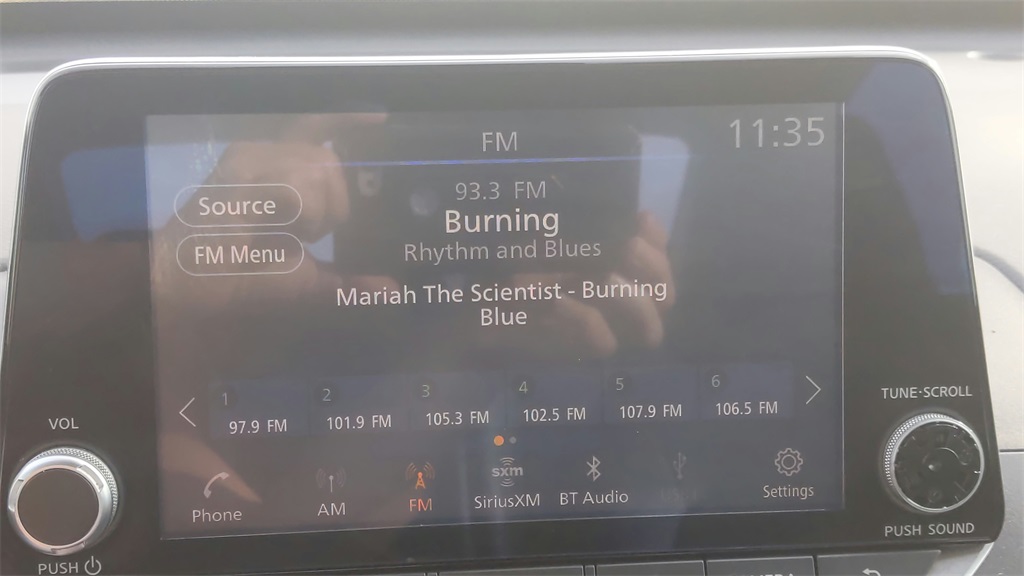 FM
11:35
Source
FM Menu
93.3 FM
Burning
Rhythm and Blues
Mariah The Scientist - Burning
Blue
1 2 3 4 5 6
97.9 FM 101.9 FM 105.3 FM 102.5 FM 107.9 FM 106.5 FM
VOL
TUNE·SCROLL
sxm
Phone AM FM SiriusXM BT Audio Settings
PUSH
PUSH SOUND